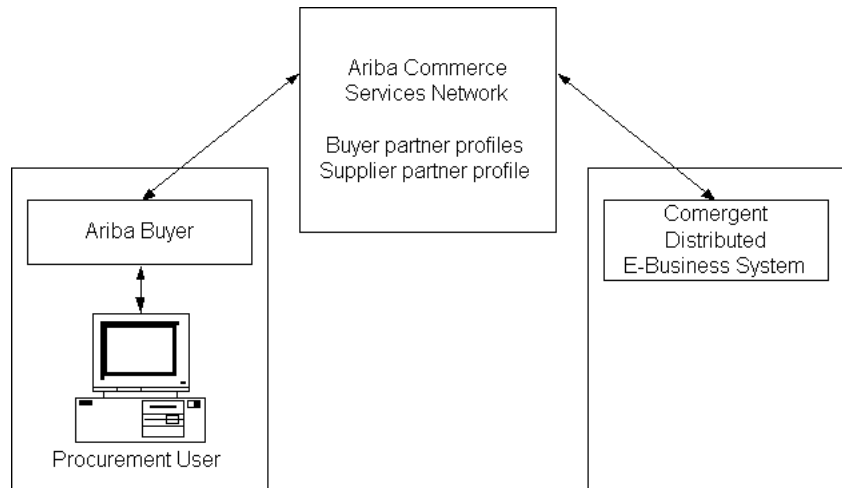 Ariba Commerce
Services Network
Buyer partner profiles
Supplier partner profile
Ariba Buyer
Procurement User
Comergent
Distributed
E-Business System